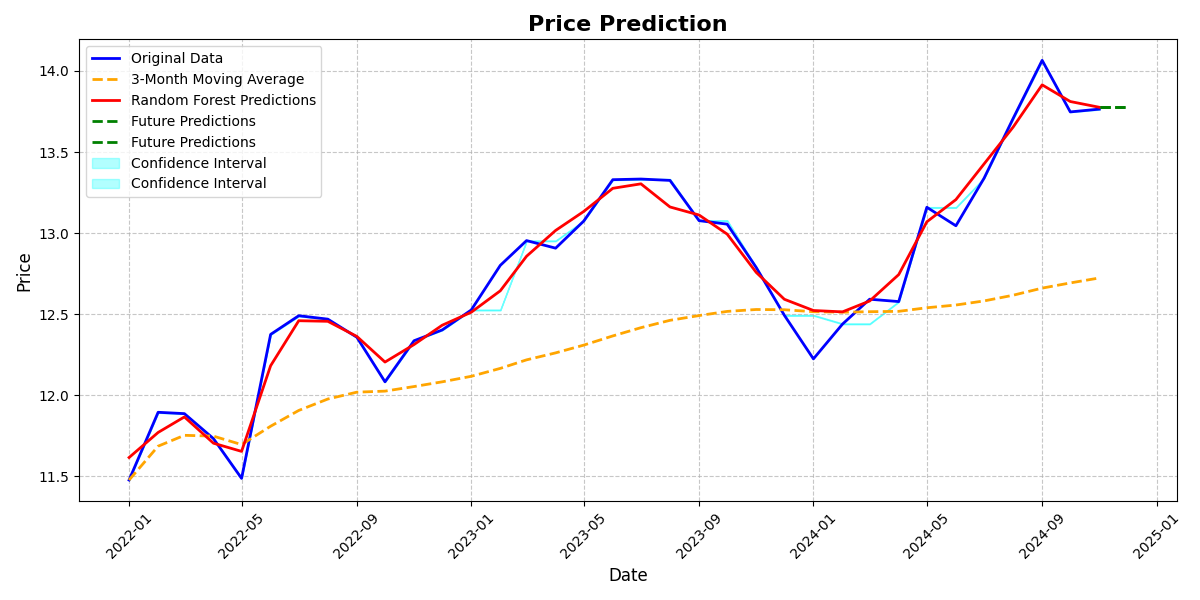 Price Prediction
Original Data
3-Month Moving Average
Random Forest Predictions
Future Predictions
Future Predictions
Confidence Interval
Confidence Interval
Price
14.0
13.5
13.0
12.5
12.0
11.5
2022-01
2022-05
2022-09
2023-01
2023-05
2023-09
2024-01
2024-05
2024-09
2025-01
Date